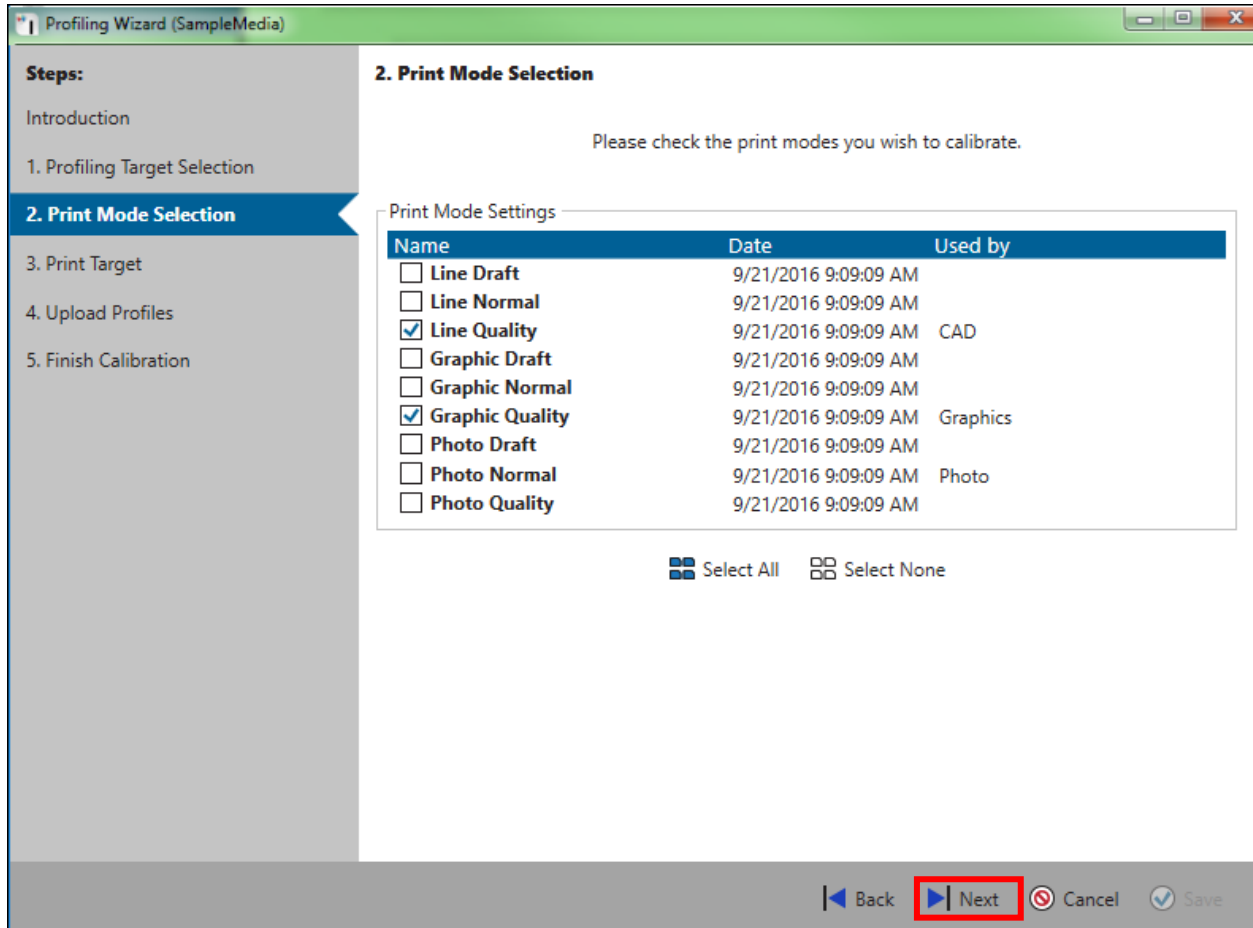 Profiling Wizard (SampleMedia)
Steps:
Introduction
1. Profiling Target Selection
2. Print Mode Selection
3. Print Target
4. Upload Profiles
5. Finish Calibration
2. Print Mode Selection
Please check the print modes you wish to calibrate.
Print Mode Settings
Name Date Used by
Line Draft 9/21/2016 9:09:09 AM
Line Normal 9/21/2016 9:09:09 AM
Line Quality 9/21/2016 9:09:09 AM CAD
Graphic Draft 9/21/2016 9:09:09 AM
Graphic Normal 9/21/2016 9:09:09 AM
Graphic Quality 9/21/2016 9:09:09 AM Graphics
Photo Draft 9/21/2016 9:09:09 AM
Photo Normal 9/21/2016 9:09:09 AM Photo
Photo Quality 9/21/2016 9:09:09 AM
Select All Select None
Back Next Cancel Save